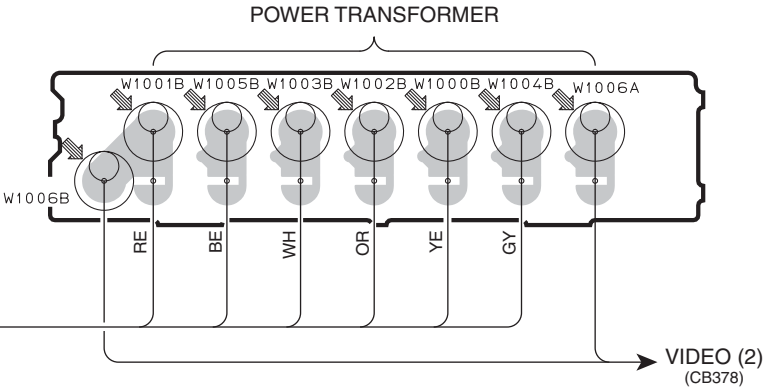 POWER TRANSFORMER
W1001B W1005B W1003B W1002B W1000B W1004B W1006A
W1006B
RE BE WH OR YE GY
VIDEO (2)
(CB378)